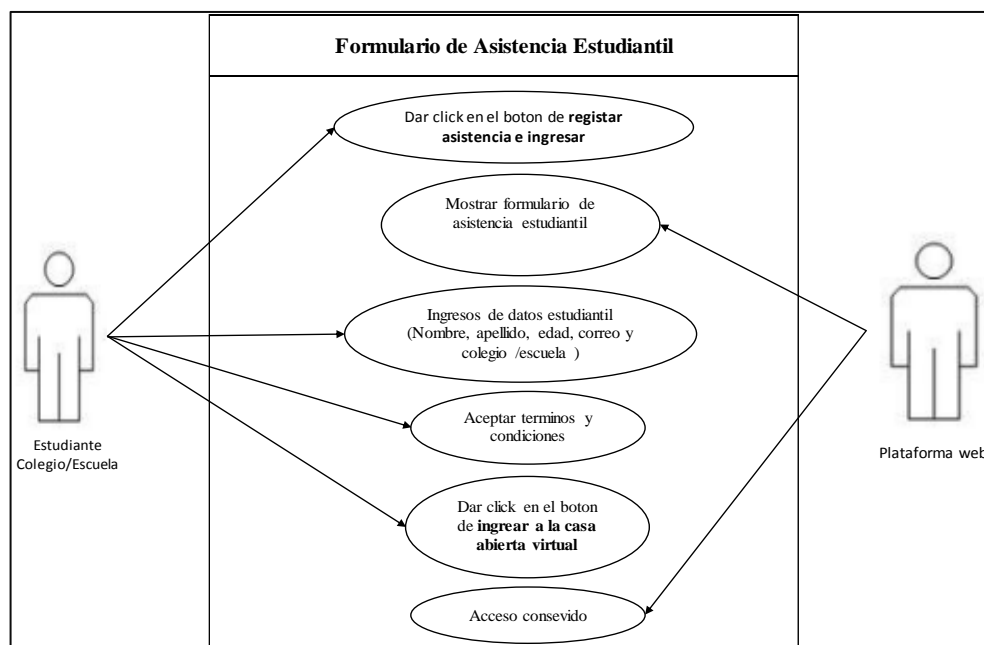 Formulario de Asistencia Estudiantil
Dar click en el boton de registar
asistencia e ingresar
Mostrar formulario de
asistencia estudiantil
Ingresos de datos estudiantil
(Nombre, apellido, edad, correo y
colegio /escuela )
Aceptar terminos y
condiciones
Dar click en el boton
de ingrear a la casa
abierta virtual
Acceso consevido
Estudiante
Colegio/Escuela
Plataforma web